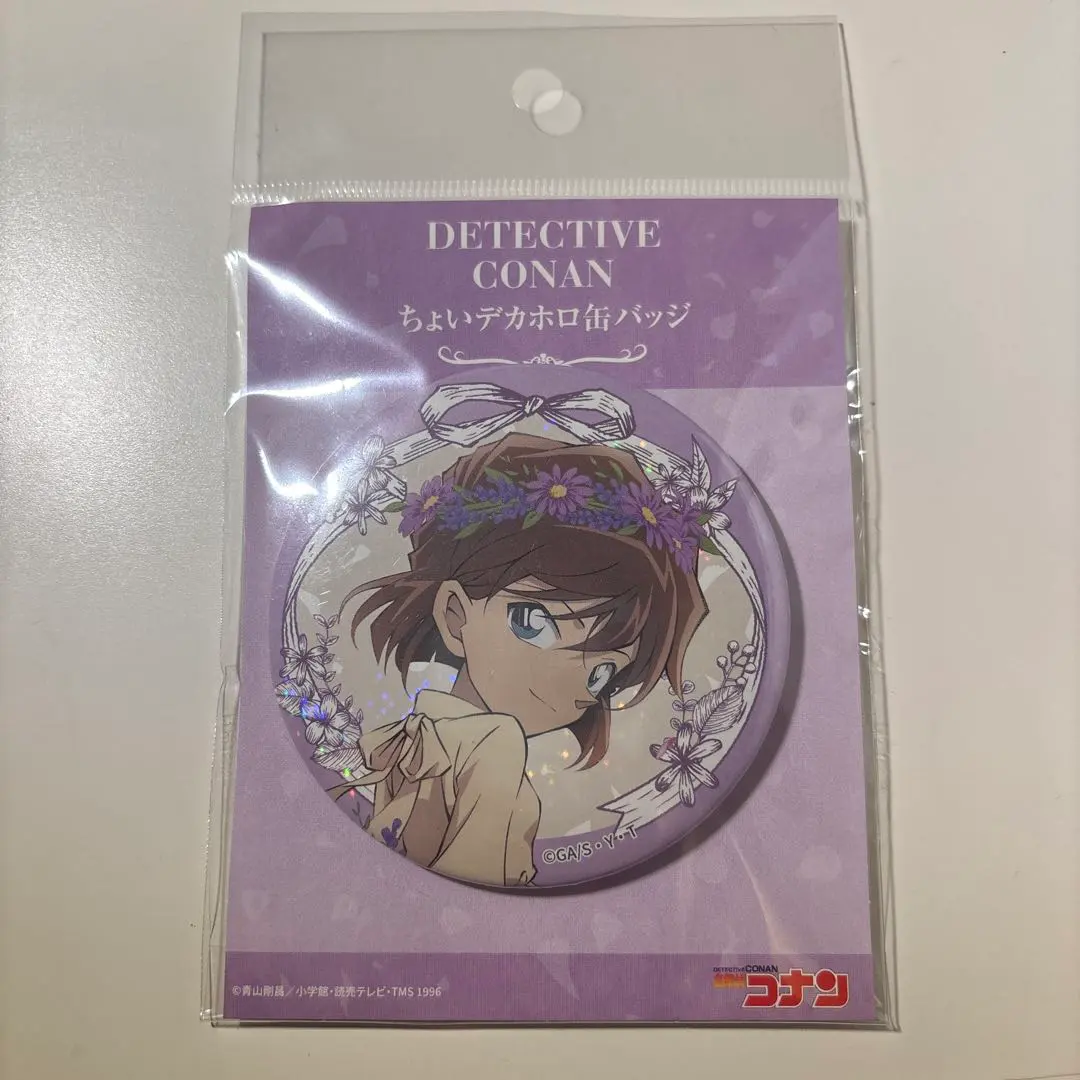 DETECTIVE
CONAN
ちょいデカホロ缶バッジ
©GA/S・Y・T
©青山剛昌／小学館・読売テレビ・TMS 1996
DETECTIVE CONAN
名探偵
コナン